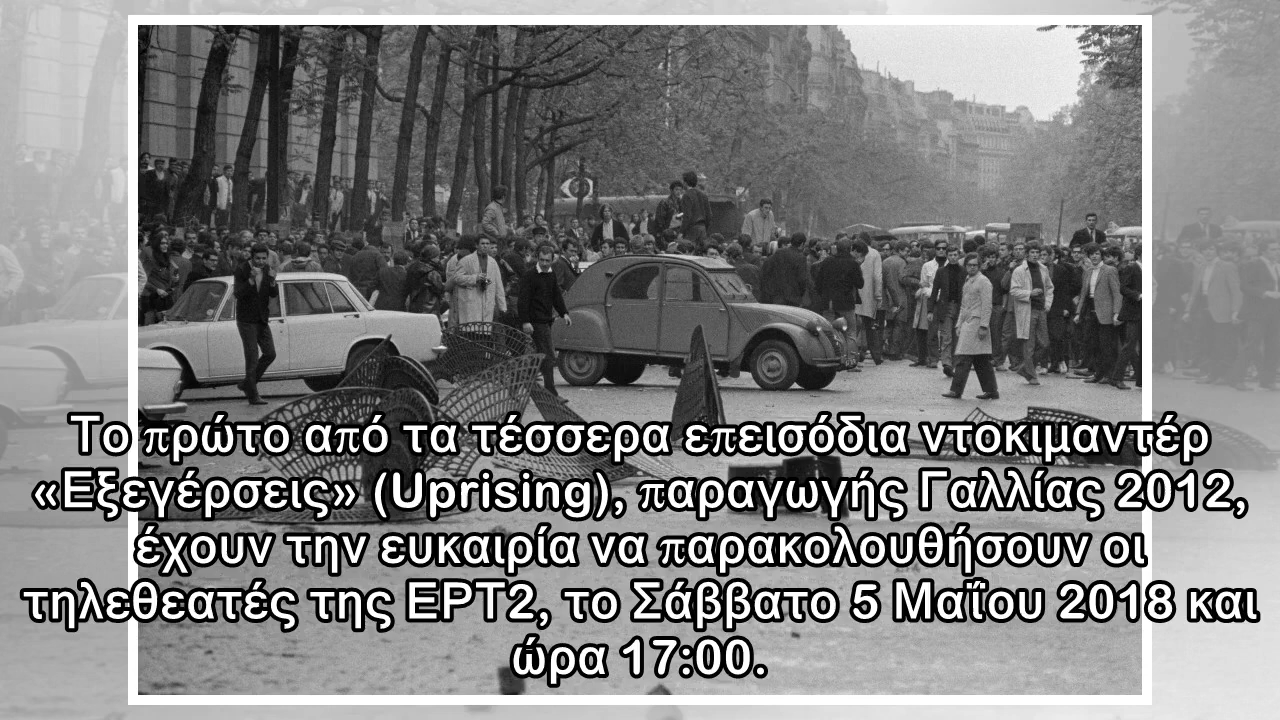 Το πρώτο από τα τέσσερα επεισόδια ντοκιμαντέρ
«Εξεγέρσεις» (Uprising), παραγωγής Γαλλίας 2012,
έχουν την ευκαιρία να παρακολουθήσουν οι
τηλεθεατές της ΕΡΤ2, το Σάββατο 5 Μαΐου 2018 και
ώρα 17:00.